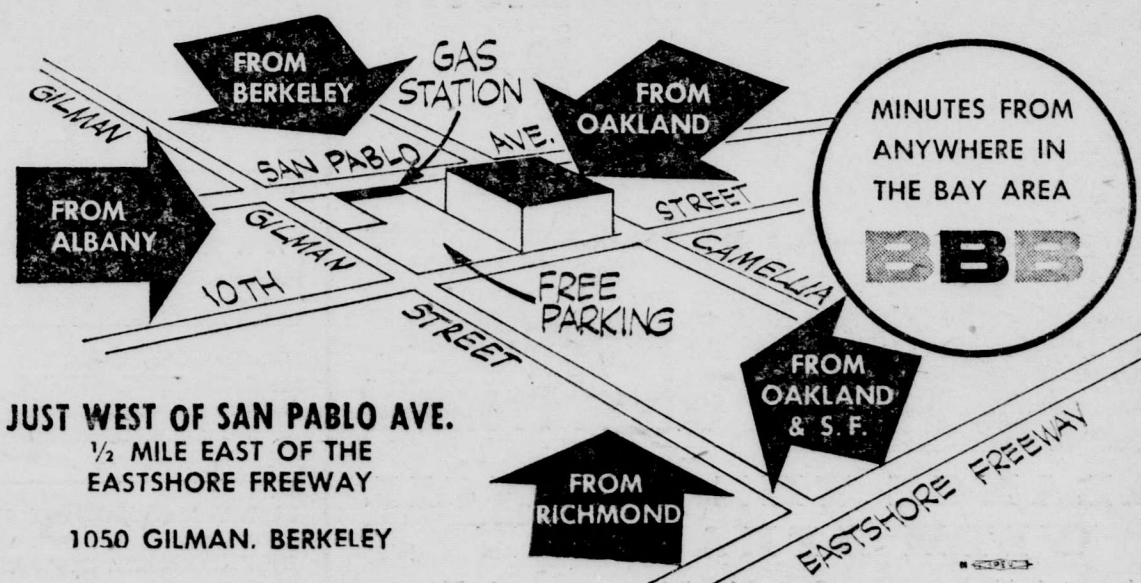 FROM
BERKELEY
GAS
STATION
FROM
OAKLAND
GILMAN
SAN PABLO AVE.
FROM
ALBANY
GILMAN STREET
10TH STREET
CAMELLIA
FREE
PARKING
MINUTES FROM
ANYWHERE IN
THE BAY AREA
BBB
FROM
OAKLAND
& S.F.
FROM
RICHMOND
EASTSHORE FREEWAY
JUST WEST OF SAN PABLO AVE.
½ MILE EAST OF THE
EASTSHORE FREEWAY
1050 GILMAN. BERKELEY